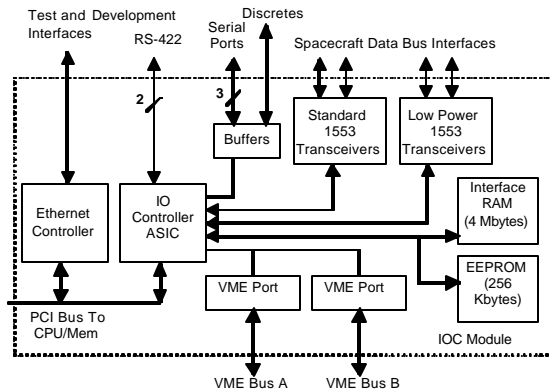 Test and Development
Interfaces
RS-422
Serial
Ports
Discretes
Spacecraft Data Bus Interfaces
2
3
Buffers
Standard
1553
Transceivers
Low Power
1553
Transceivers
Ethernet
Controller
IO
Controller
ASIC
Interface
RAM
(4 Mbytes)
EEPROM
(256
Kbytes)
VME Port
VME Port
PCI Bus To
CPU/Mem
IOC Module
VME Bus A
VME Bus B